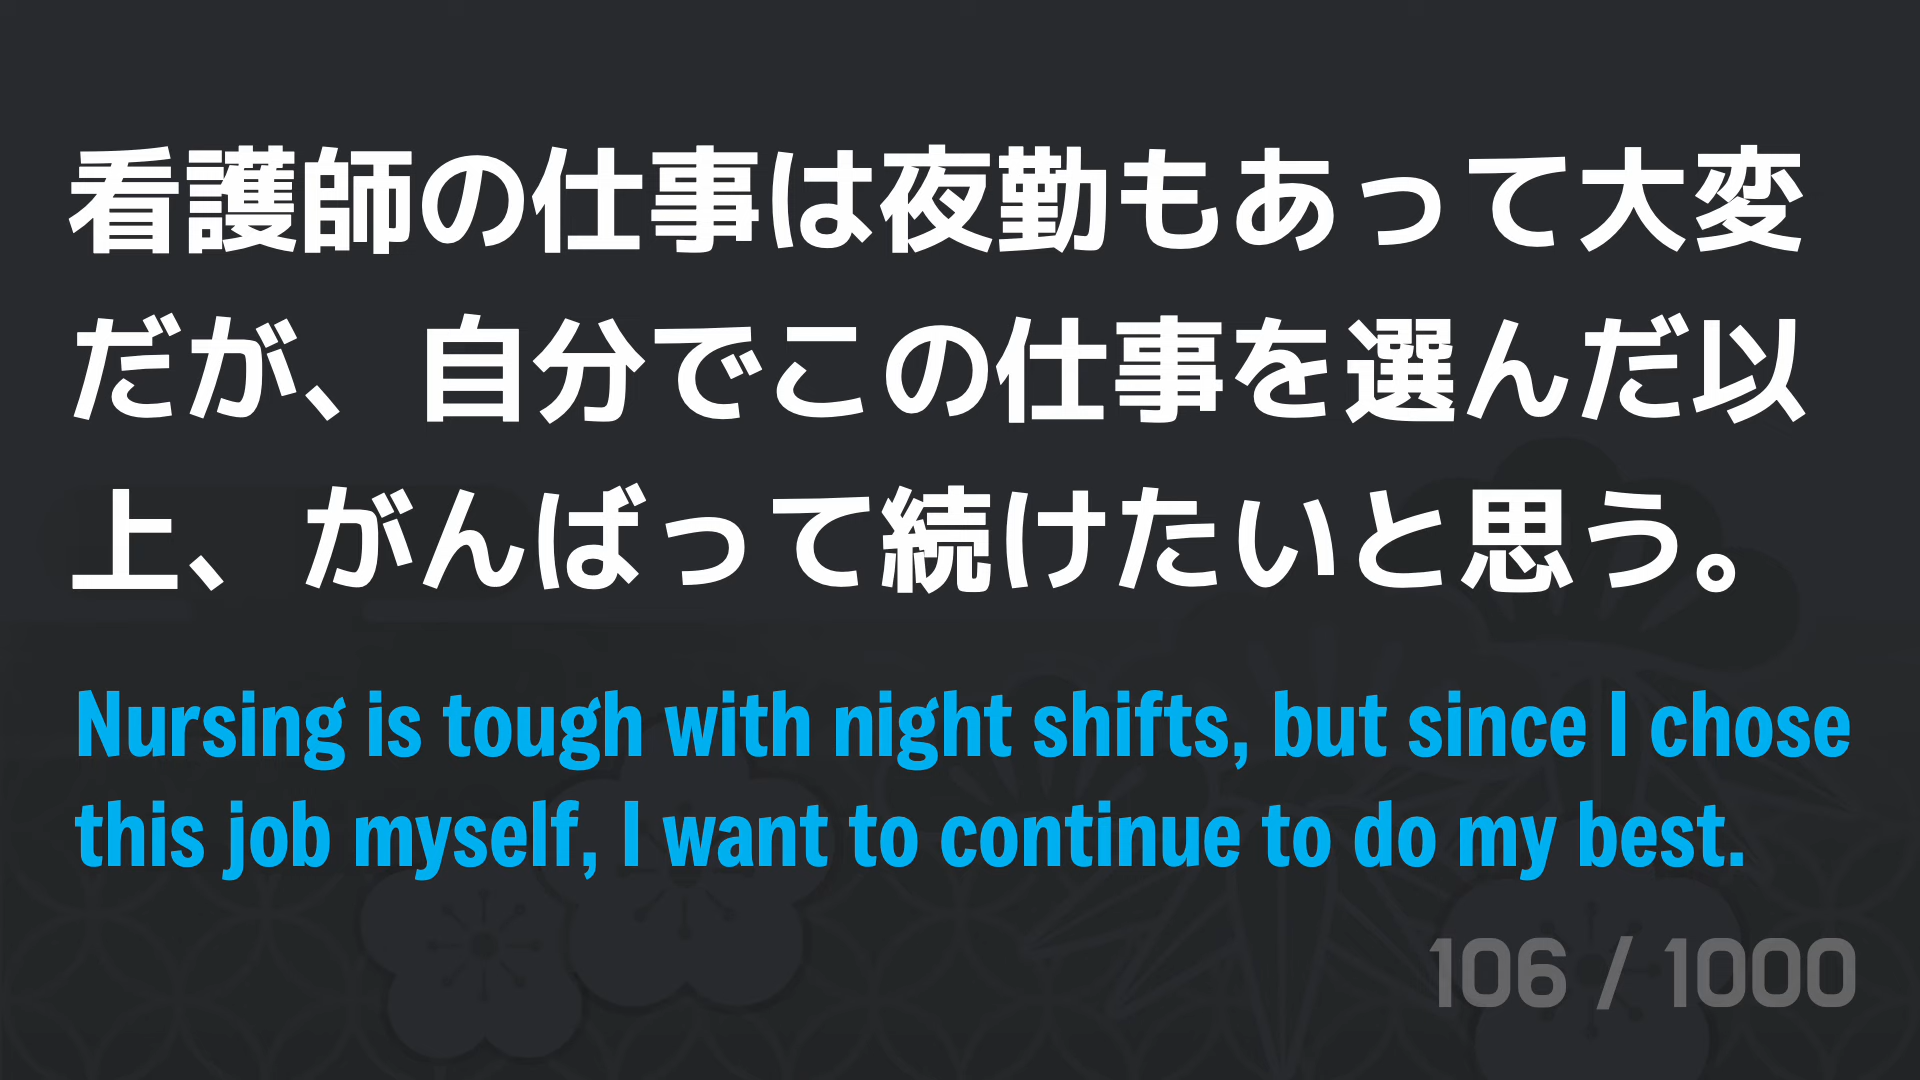 看護師の仕事は夜勤もあって大変
だが、自分でこの仕事を選んだ以
上、がんばって続けたいと思う。
Nursing is tough with night shifts, but since I chose
this job myself, I want to continue to do my best.
106 / 1000